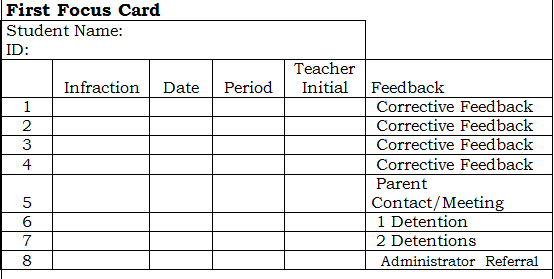 First Focus Card
Student Name:
ID:
Infraction Date Period Teacher Initial Feedback
1 Corrective Feedback
2 Corrective Feedback
3 Corrective Feedback
4 Corrective Feedback
5 Parent Contact/Meeting
6 1 Detention
7 2 Detentions
8 Administrator Referral